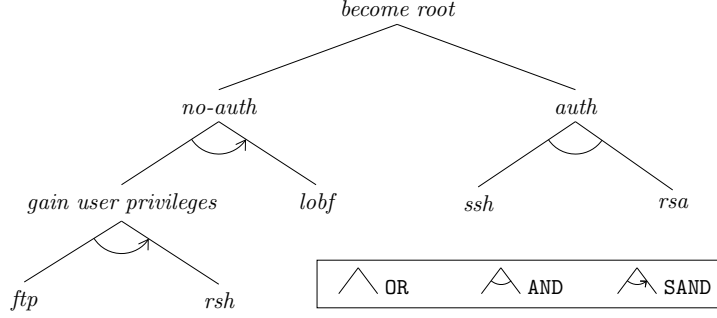 become root
no-auth auth
gain user privileges lobf ssh rsa
ftp rsh
OR AND SAND